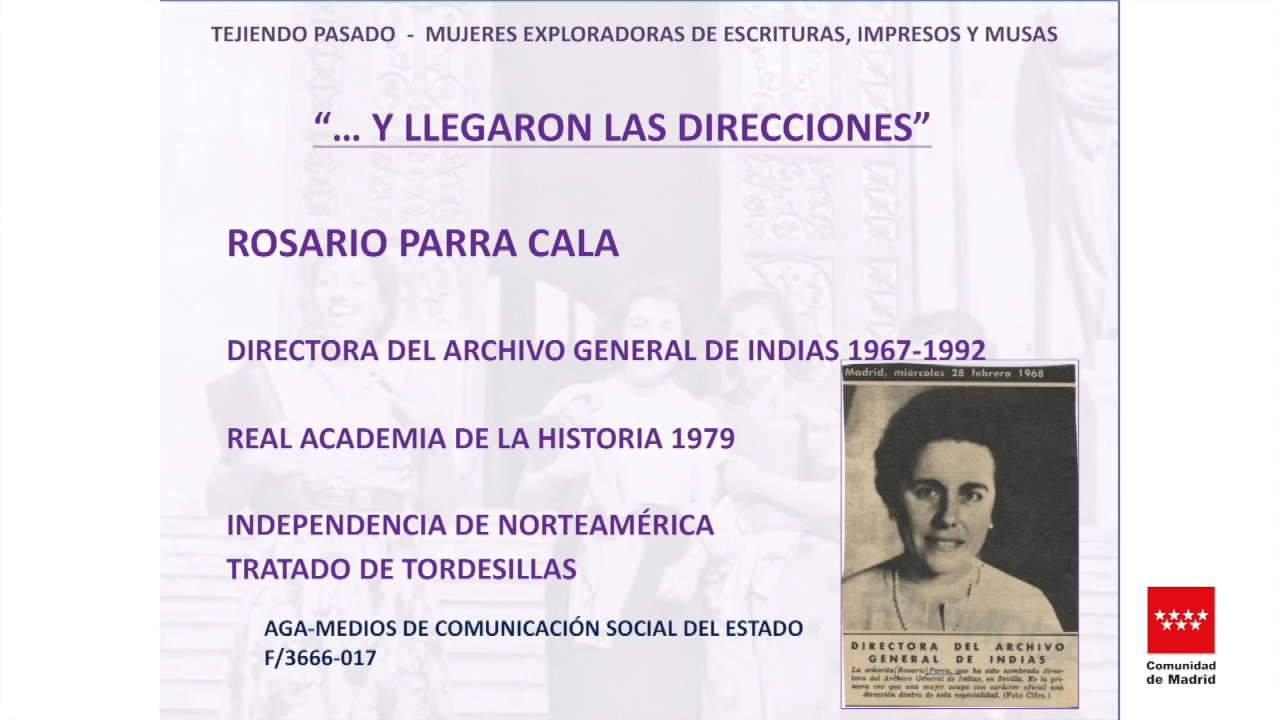 TEJIENDO PASADO - MUJERES EXPLORADORAS DE ESCRITURAS, IMPRESOS Y MUSAS
“... Y LLEGARON LAS DIRECCIONES”
ROSARIO PARRA CALA
DIRECTORA DEL ARCHIVO GENERAL DE INDIAS 1967-1992
REAL ACADEMIA DE LA HISTORIA 1979
INDEPENDENCIA DE NORTEAMÉRICA
TRATADO DE TORDESILLAS
AGA-MEDIOS DE COMUNICACIÓN SOCIAL DEL ESTADO
F/3666-017
Madrid, miércoles 28 febrero 1968
DIRECTORA DEL ARCHIVO
GENERAL DE INDIAS
La señorita Rosario Parra, que ha sido nombrada direc-
tora del Archivo General de Indias, en Sevilla. Es la pri-
mera vez que una mujer ocupa con carácter oficial una
dirección dentro de esta especialidad. (Foto Cifra.)
Comunidad
de Madrid